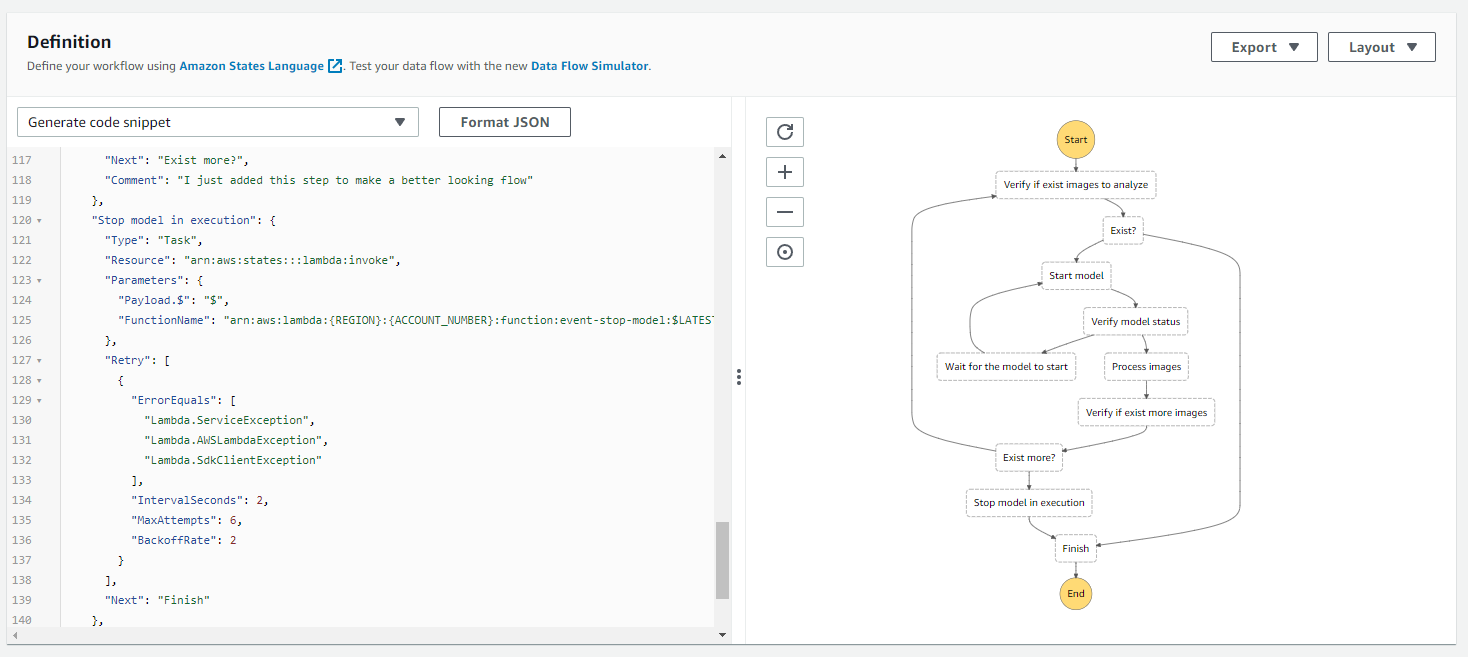 Definition
Define your workflow using Amazon States Language. Test your data flow with the new Data Flow Simulator.
Export
Layout
Generate code snippet
Format JSON
117 "Next": "Exist more?",
118 "Comment": "I just added this step to make a better looking flow"
119 },
120 "Stop model in execution": {
121 "Type": "Task",
122 "Resource": "arn:aws:states:::lambda:invoke",
123 "Parameters": {
124 "Payload.$": "$",
125 "FunctionName": "arn:aws:lambda:{REGION}:{ACCOUNT_NUMBER}:function:event-stop-model:$LATEST
126 },
127 "Retry": [
128 {
129 "ErrorEquals": [
130 "Lambda.ServiceException",
131 "Lambda.AWSLambdaException",
132 "Lambda.SdkClientException"
133 ],
134 "IntervalSeconds": 2,
135 "MaxAttempts": 6,
136 "BackoffRate": 2
137 }
138 ],
139 "Next": "Finish"
140 },
Start
Verify if exist images to analyze
Exist?
Start model
Verify model status
Wait for the model to start
Process images
Verify if exist more images
Exist more?
Stop model in execution
Finish
End